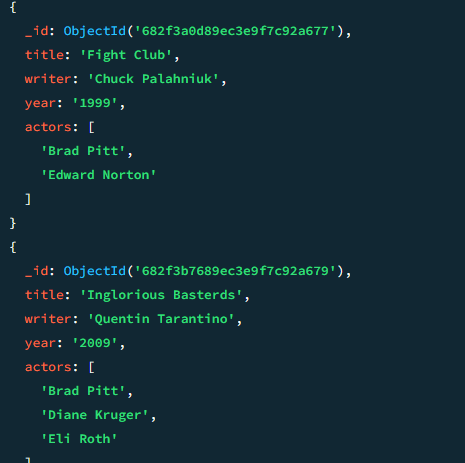 {
  _id: ObjectId('682f3a0d89ec3e9f7c92a677'),
  title: 'Fight Club',
  writer: 'Chuck Palahniuk',
  year: '1999',
  actors: [
    'Brad Pitt',
    'Edward Norton'
  ]
}
{
  _id: ObjectId('682f3b7689ec3e9f7c92a679'),
  title: 'Inglorious Basterds',
  writer: 'Quentin Tarantino',
  year: '2009',
  actors: [
    'Brad Pitt',
    'Diane Kruger',
    'Eli Roth'
  ]